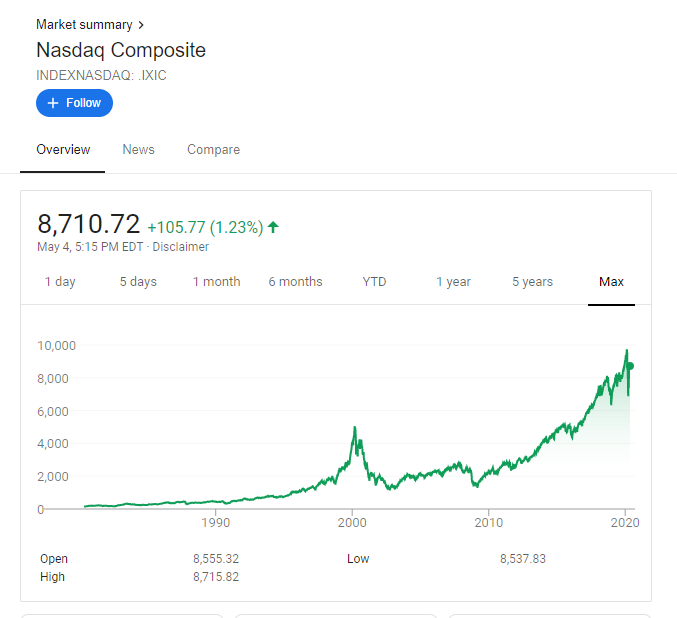 Market summary >
Nasdaq Composite
INDEXNASDAQ: .IXIC
+ Follow
Overview News Compare
8,710.72 +105.77 (1.23%) ↑
May 4, 5:15 PM EDT · Disclaimer
1 day 5 days 1 month 6 months YTD 1 year 5 years Max
10,000
8,000
6,000
4,000
2,000
0
1990 2000 2010 2020
Open 8,555.32 Low 8,537.83
High 8,715.82